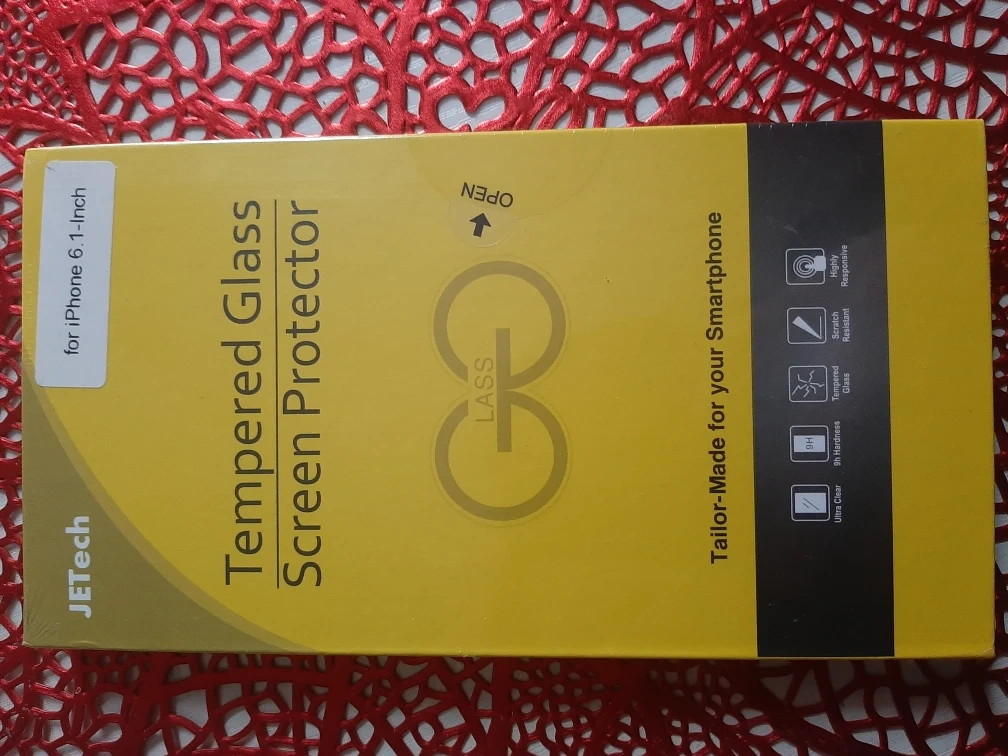 JETech
for iPhone 6.1-Inch
Tempered Glass
Screen Protector
OPEN
G LASS
Tailor-Made for your Smartphone
9H
Ultra Clear
9h Hardness
Tempered
Glass
Scratch
Resistant
Highly
Responsive